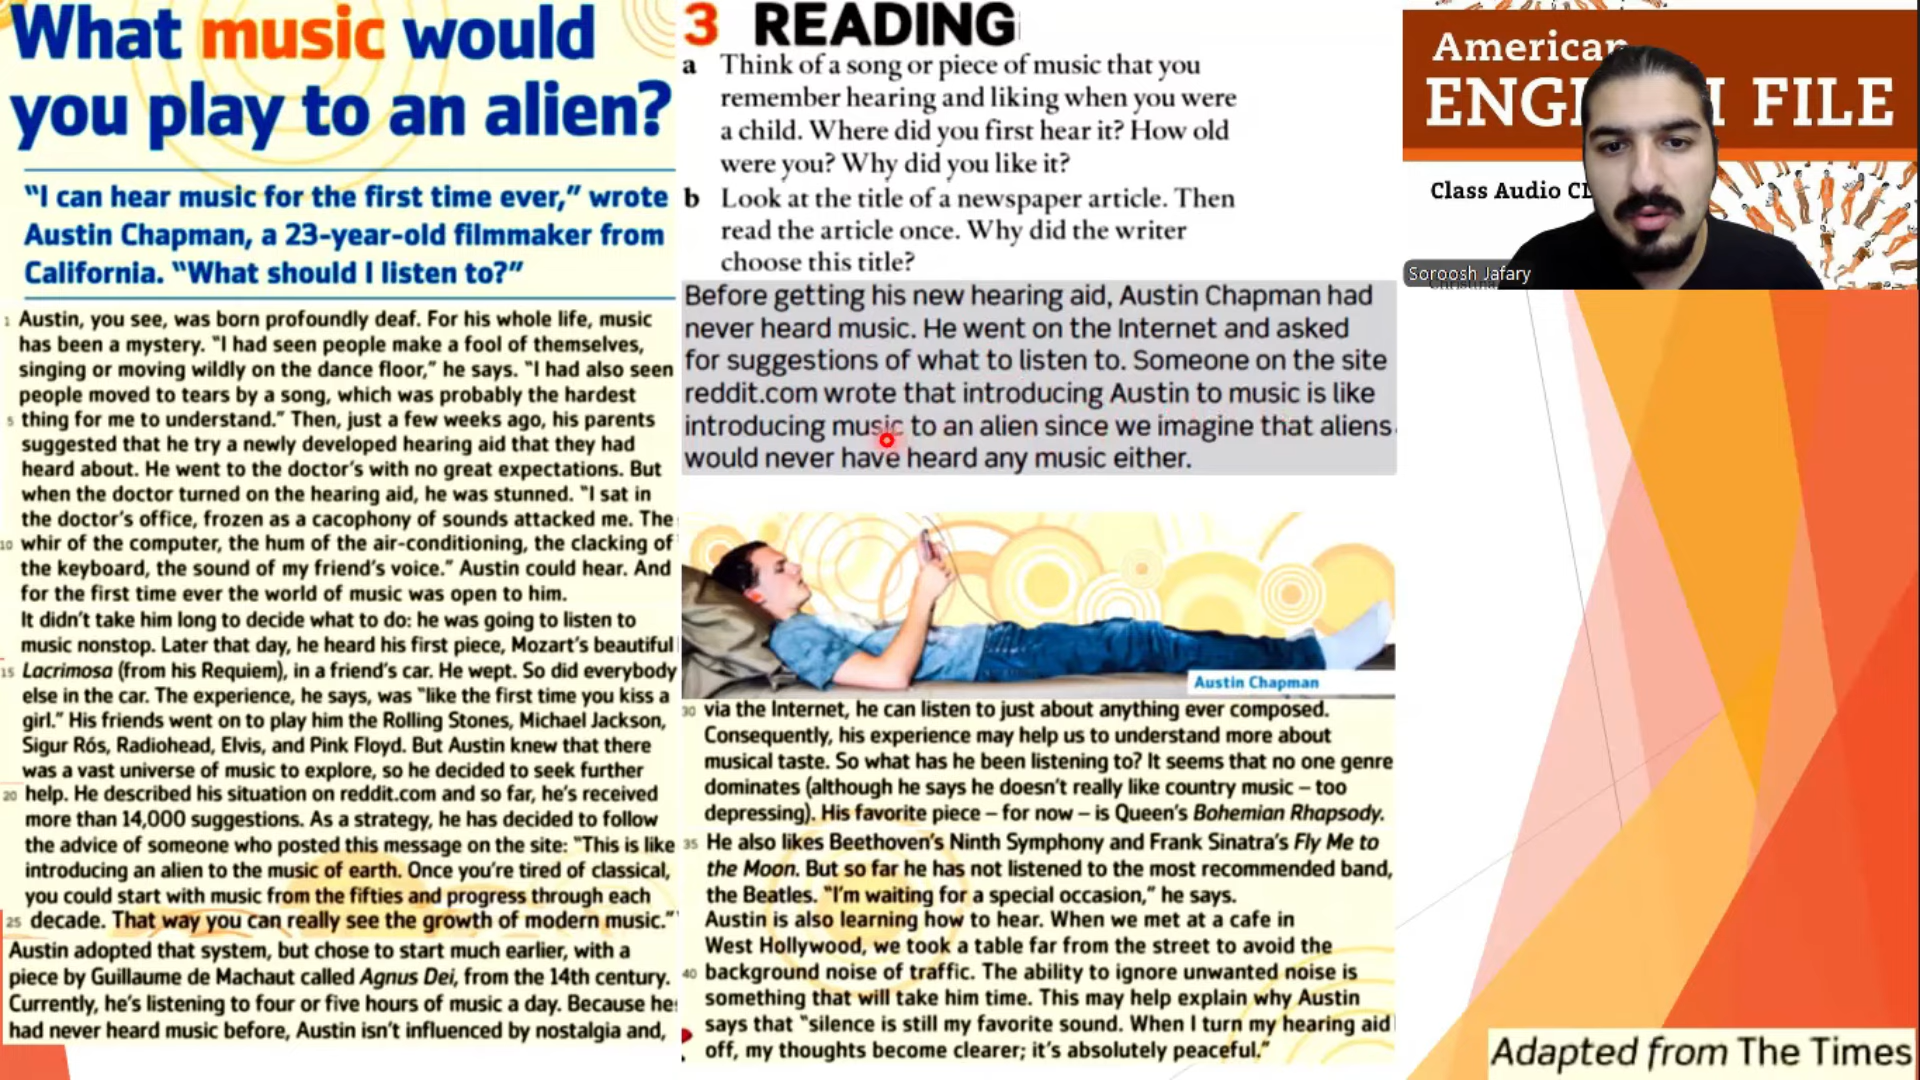 What music would
you play to an alien?
"I can hear music for the first time ever," wrote
Austin Chapman, a 23-year-old filmmaker from
California. "What should I listen to?"
1 Austin, you see, was born profoundly deaf. For his whole life, music
has been a mystery. "I had seen people make a fool of themselves,
singing or moving wildly on the dance floor," he says. "I had also seen
people moved to tears by a song, which was probably the hardest
5 thing for me to understand." Then, just a few weeks ago, his parents
suggested that he try a newly developed hearing aid that they had
heard about. He went to the doctor's with no great expectations. But
when the doctor turned on the hearing aid, he was stunned. "I sat in
the doctor's office, frozen as a cacophony of sounds attacked me. The
10 whir of the computer, the hum of the air-conditioning, the clacking of
the keyboard, the sound of my friend's voice." Austin could hear. And
for the first time ever the world of music was open to him.
It didn't take him long to decide what to do: he was going to listen to
music nonstop. Later that day, he heard his first piece, Mozart's beautiful
15 Lacrimosa (from his Requiem), in a friend's car. He wept. So did everybody
else in the car. The experience, he says, was "like the first time you kiss a
girl." His friends went on to play him the Rolling Stones, Michael Jackson,
Sigur Rós, Radiohead, Elvis, and Pink Floyd. But Austin knew that there
was a vast universe of music to explore, so he decided to seek further
20 help. He described his situation on reddit.com and so far, he's received
more than 14,000 suggestions. As a strategy, he has decided to follow
the advice of someone who posted this message on the site: "This is like
introducing an alien to the music of earth. Once you're tired of classical,
you could start with music from the fifties and progress through each
25 decade. That way you can really see the growth of modern music."
Austin adopted that system, but chose to start much earlier, with a
piece by Guillaume de Machaut called Agnus Dei, from the 14th century.
Currently, he's listening to four or five hours of music a day. Because he
had never heard music before, Austin isn't influenced by nostalgia and,
3 READING
a Think of a song or piece of music that you
remember hearing and liking when you were
a child. Where did you first hear it? How old
were you? Why did you like it?
b Look at the title of a newspaper article. Then
read the article once. Why did the writer
choose this title?
Before getting his new hearing aid, Austin Chapman had
never heard music. He went on the Internet and asked
for suggestions of what to listen to. Someone on the site
reddit.com wrote that introducing Austin to music is like
introducing music to an alien since we imagine that aliens
would never have heard any music either.
Austin Chapman
30 via the Internet, he can listen to just about anything ever composed.
Consequently, his experience may help us to understand more about
musical taste. So what has he been listening to? It seems that no one genre
dominates (although he says he doesn't really like country music – too
depressing). His favorite piece – for now – is Queen's Bohemian Rhapsody.
35 He also likes Beethoven's Ninth Symphony and Frank Sinatra's Fly Me to
the Moon. But so far he has not listened to the most recommended band,
the Beatles. "I'm waiting for a special occasion," he says.
Austin is also learning how to hear. When we met at a cafe in
West Hollywood, we took a table far from the street to avoid the
40 background noise of traffic. The ability to ignore unwanted noise is
something that will take him time. This may help explain why Austin
says that "silence is still my favorite sound. When I turn my hearing aid
off, my thoughts become clearer; it's absolutely peaceful."
American
ENG FILE
Class Audio
Soroosh Jafary
Adapted from The Times